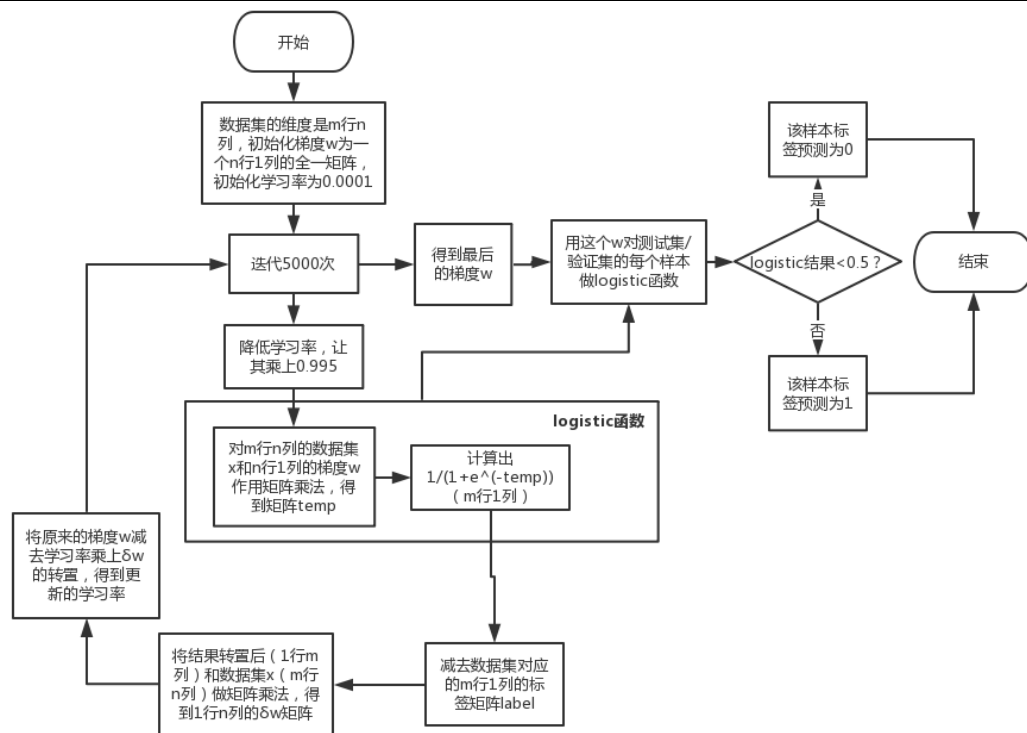 开始
数据集的维度是m行n
列，初始化梯度w为一
个n行1列的全一矩阵，
初始化学习率为0.0001
迭代5000次
得到最后
的梯度w
用这个w对测试集/
验证集的每个样本
做logistic函数
logistic结果<0.5？
是
该样本标
签预测为0
否
该样本标
签预测为1
结束
降低学习率，让
其乘上0.995
logistic函数
对m行n列的数据集
x和n行1列的梯度w
作用矩阵乘法，得
到矩阵temp
计算出
1/(1+e^(-temp))
（m行1列）
减去数据集对应
的m行1列的标
签矩阵label
将结果转置后（1行m
列）和数据集x（m行
n列）做矩阵乘法，得
到1行n列的δw矩阵
将原来的梯度w减
去学习率乘上δw
的转置，得到更
新的学习率